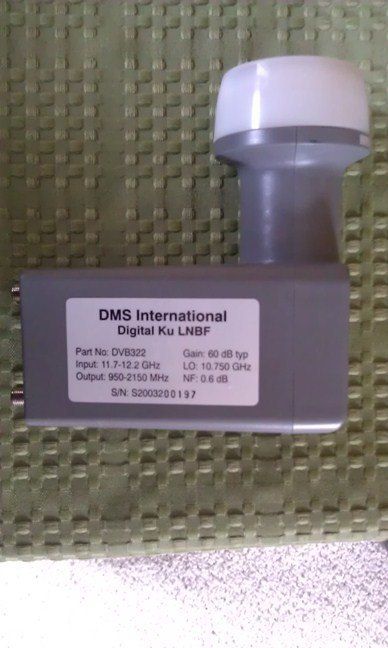 DMS International
Digital Ku LNBF
Part No: DVB322 Gain: 60 dB typ
Input: 11.7-12.2 GHz LO: 10.750 GHz
Output: 950-2150 MHz NF: 0.6 dB
S/N: S2003200197